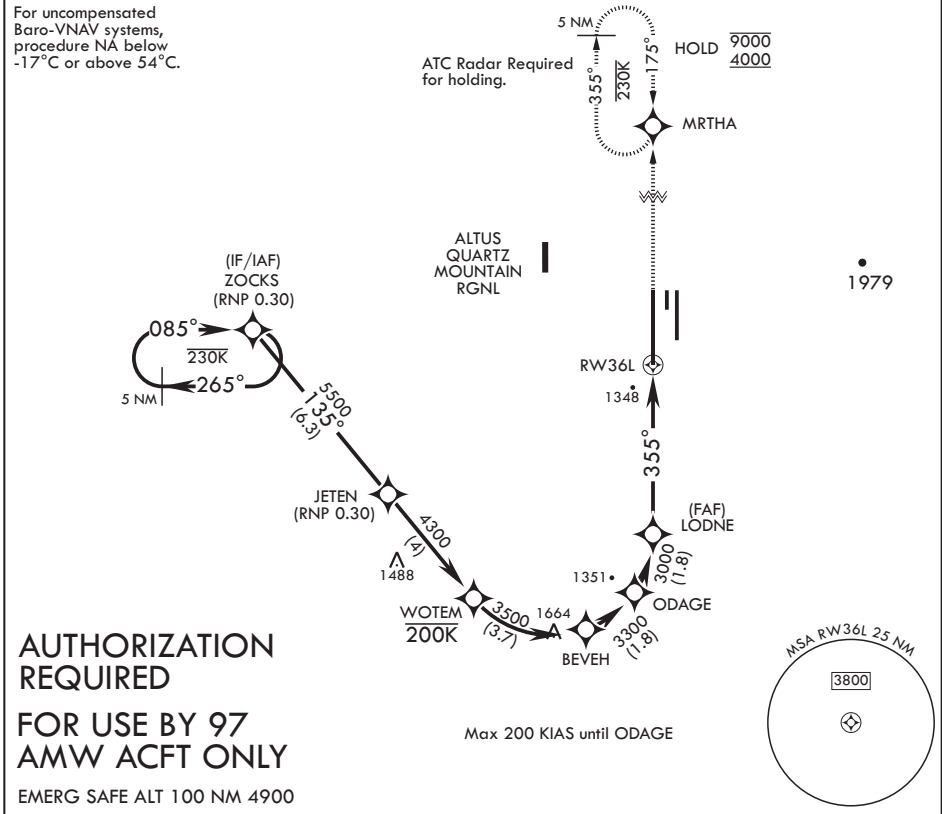 For uncompensated
Baro-VNAV systems,
procedure NA below
-17°C or above 54°C.
5 NM
355°
230K
175°
HOLD
9000
4000
ATC Radar Required
for holding.
MRTHA
ALTUS
QUARTZ
MOUNTAIN
RGNL
1979
(IF/IAF)
ZOCKS
(RNP 0.30)
085°
230K
265°
5 NM
5500
135°
(6.3)
RW36L
1348
355°
JETEN
(RNP 0.30)
4300
(4)
1488
(FAF)
LODNE
3000
(1.8)
1351
ODAGE
WOTEM
200K
3500
(3.7)
1664
BEVEH
3300
(1.8)
AUTHORIZATION
REQUIRED
FOR USE BY 97
AMW ACFT ONLY
EMERG SAFE ALT 100 NM 4900
Max 200 KIAS until ODAGE
MSA RW36L 25 NM
3800